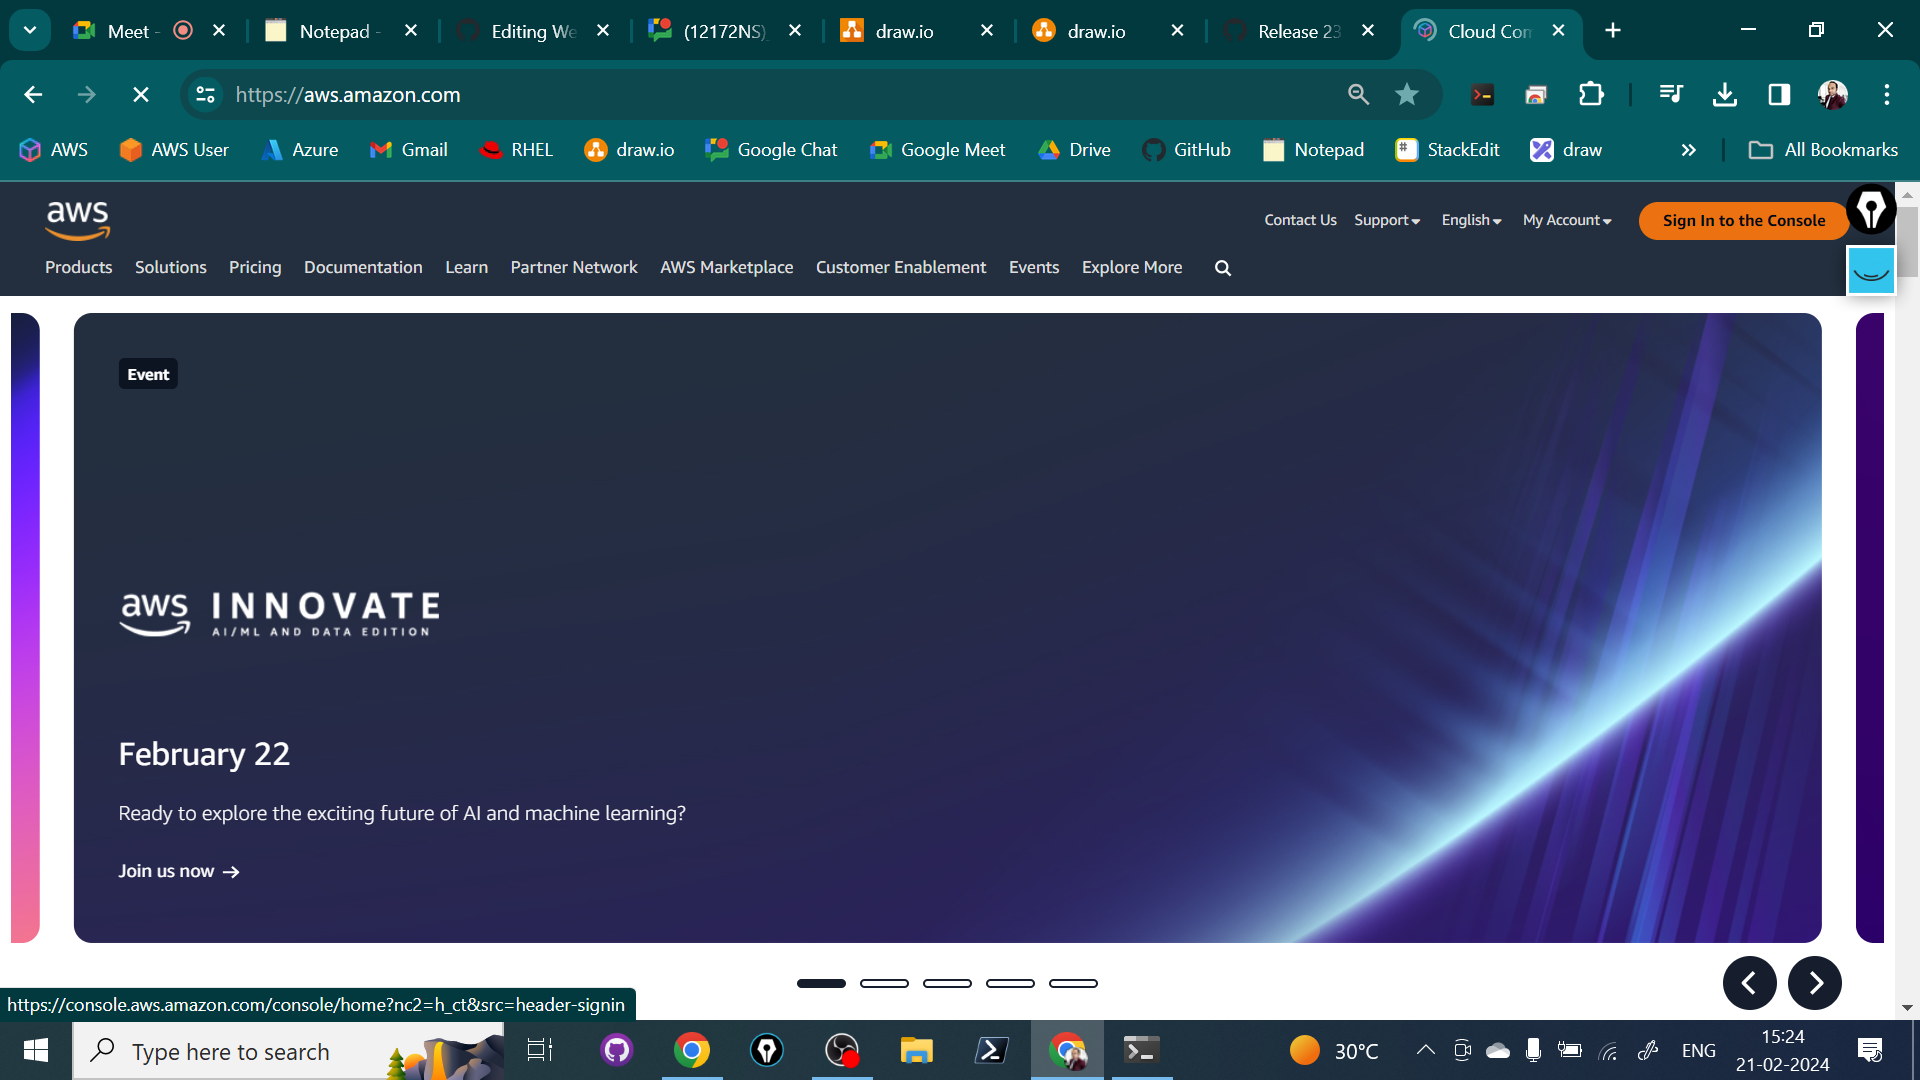 Meet -
Notepad -
Editing We
(12172NS)
draw.io
draw.io
Release 23
Cloud Com
https://aws.amazon.com
AWS
AWS User
Azure
Gmail
RHEL
draw.io
Google Chat
Google Meet
Drive
GitHub
Notepad
StackEdit
draw
All Bookmarks
aws
Contact Us
Support
English
My Account
Sign In to the Console
Products
Solutions
Pricing
Documentation
Learn
Partner Network
AWS Marketplace
Customer Enablement
Events
Explore More
Event
aws INNOVATE
AI/ML AND DATA EDITION
February 22
Ready to explore the exciting future of AI and machine learning?
Join us now →
https://console.aws.amazon.com/console/home?nc2=h_ct&src=header-signin
Type here to search
30°C
ENG
15:24
21-02-2024